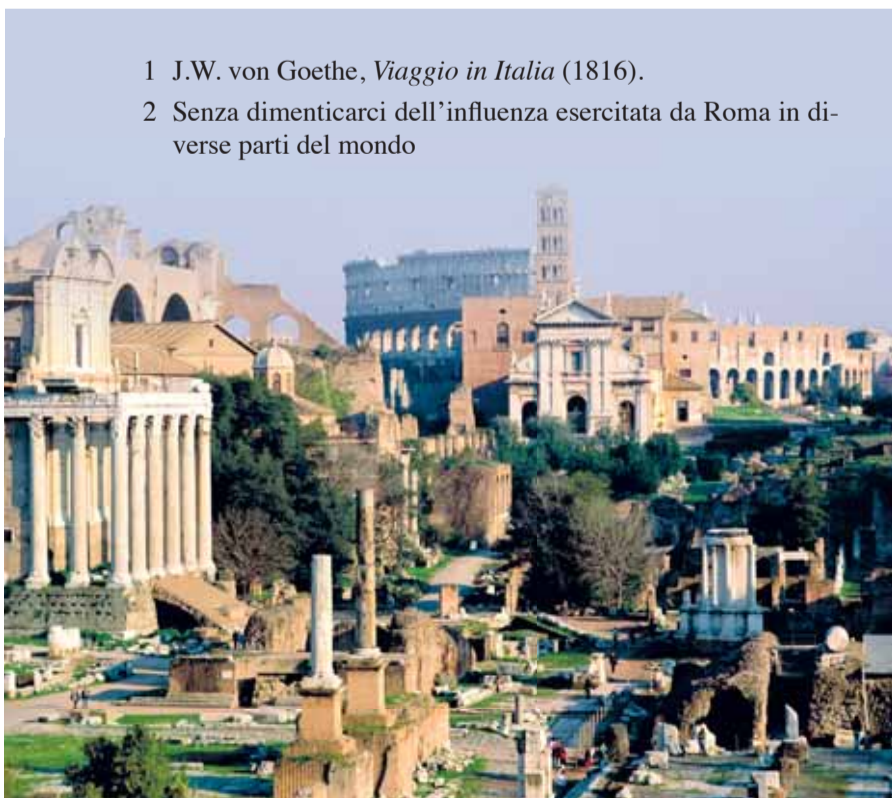 1 J.W. von Goethe, Viaggio in Italia (1816).
2 Senza dimenticarci dell'influenza esercitata da Roma in di-
verse parti del mondo